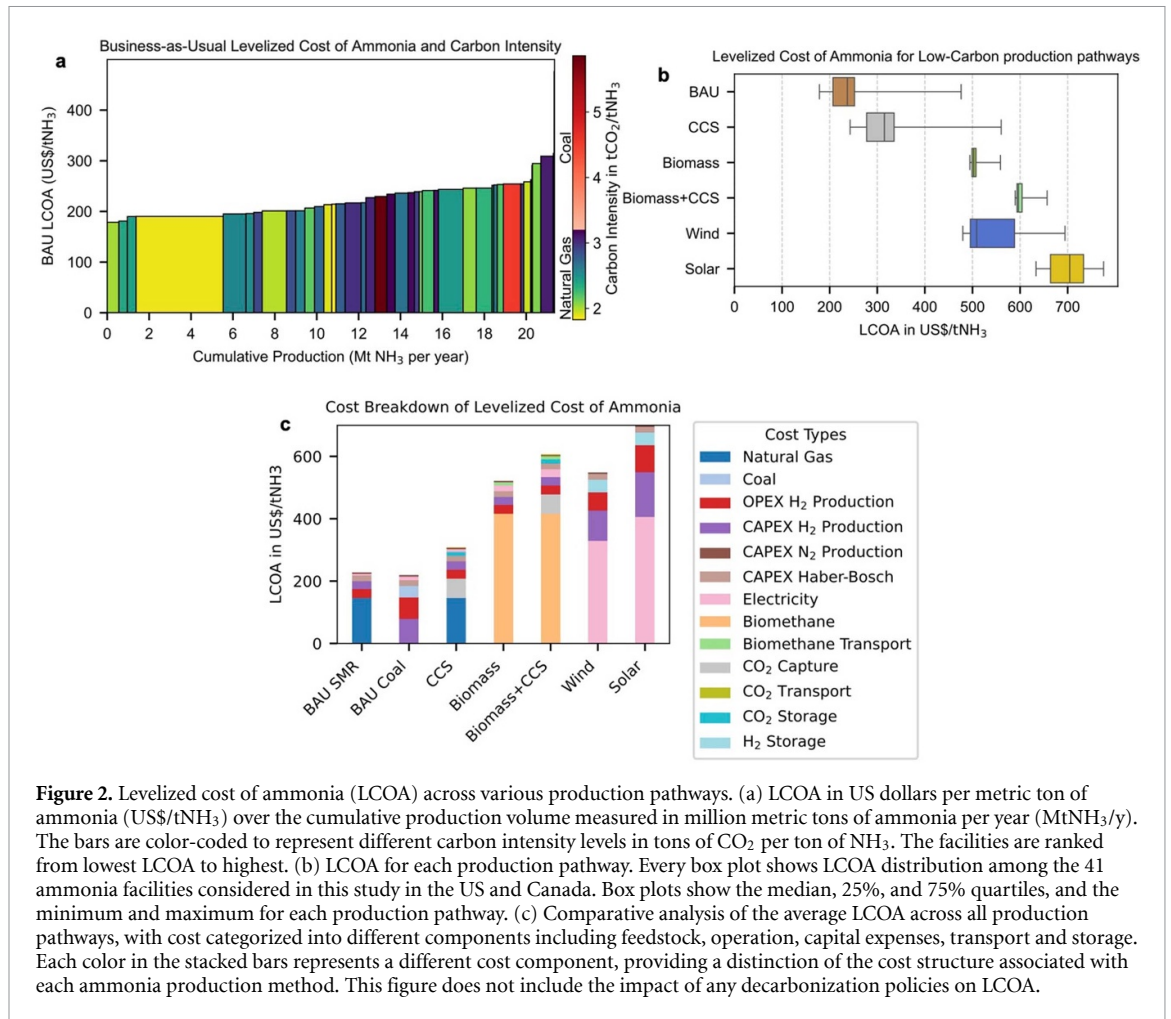 a
Business-as-Usual Levelized Cost of Ammonia and Carbon Intensity
BAU LCOA (US$/tNH₃)
400
300
200
100
0
0 2 4 6 8 10 12 14 16 18 20
Cumulative Production (Mt NH₃ per year)
Coal
Natural Gas
5
4
3
2
Carbon Intensity in tCO₂/tNH₃
b
Levelized Cost of Ammonia for Low-Carbon production pathways
BAU
CCS
Biomass
Biomass+CCS
Wind
Solar
0 100 200 300 400 500 600 700
LCOA in US$/tNH₃
c
Cost Breakdown of Levelized Cost of Ammonia
LCOA in US$/tNH3
600
400
200
0
BAU SMR
BAU Coal
CCS
Biomass
Biomass+CCS
Wind
Solar
Cost Types
Natural Gas
Coal
OPEX H₂ Production
CAPEX H₂ Production
CAPEX N₂ Production
CAPEX Haber-Bosch
Electricity
Biomethane
Biomethane Transport
CO₂ Capture
CO₂ Transport
CO₂ Storage
H₂ Storage
Figure 2. Levelized cost of ammonia (LCOA) across various production pathways. (a) LCOA in US dollars per metric ton of
ammonia (US$/tNH₃) over the cumulative production volume measured in million metric tons of ammonia per year (MtNH₃/y).
The bars are color-coded to represent different carbon intensity levels in tons of CO₂ per ton of NH₃. The facilities are ranked
from lowest LCOA to highest. (b) LCOA for each production pathway. Every box plot shows LCOA distribution among the 41
ammonia facilities considered in this study in the US and Canada. Box plots show the median, 25%, and 75% quartiles, and the
minimum and maximum for each production pathway. (c) Comparative analysis of the average LCOA across all production
pathways, with cost categorized into different components including feedstock, operation, capital expenses, transport and storage.
Each color in the stacked bars represents a different cost component, providing a distinction of the cost structure associated with
each ammonia production method. This figure does not include the impact of any decarbonization policies on LCOA.